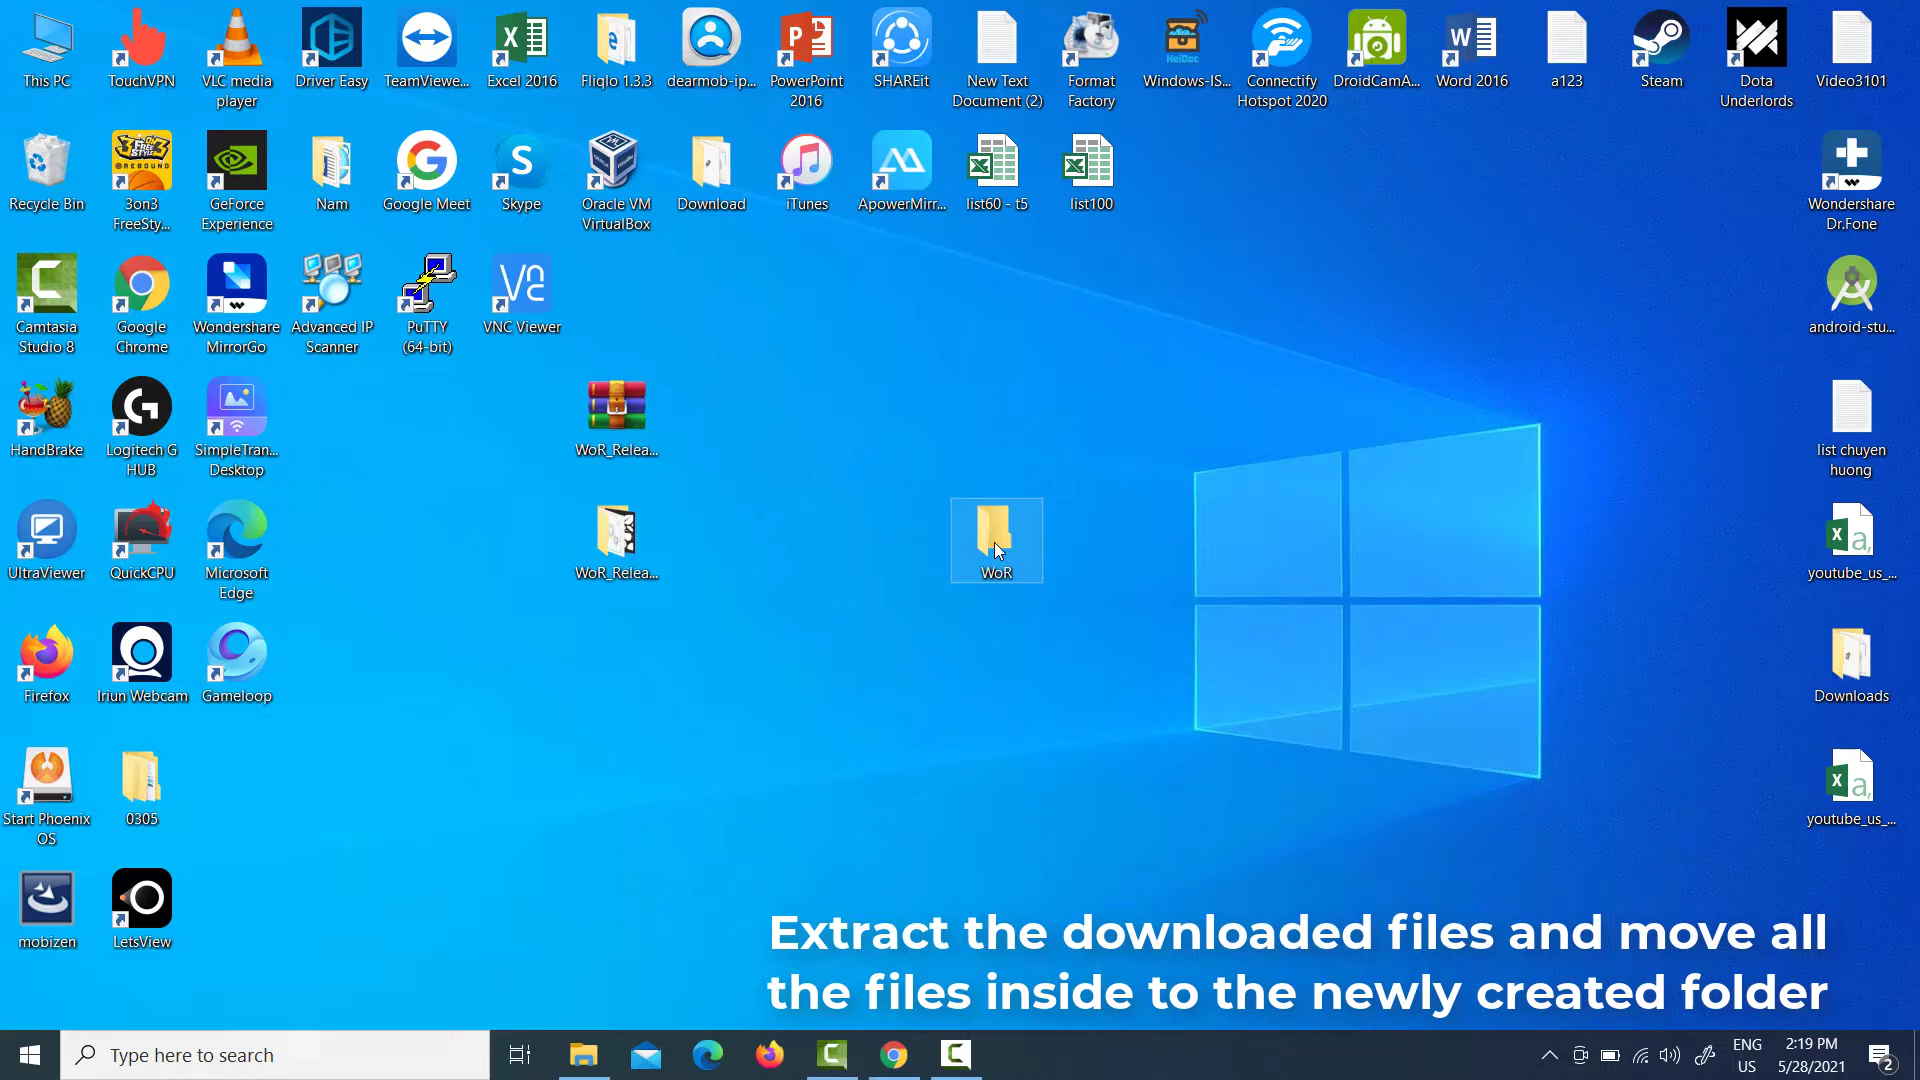 This PC
TouchVPN
VLC media
player
Driver Easy
TeamViewe...
Excel 2016
Fliqlo 1.3.3
dearmob-ip...
PowerPoint
2016
SHAREit
New Text
Document (2)
Format
Factory
HeiDoc
Windows-IS...
Connectify
Hotspot 2020
DroidCamA...
Word 2016
a123
Steam
Dota
Underlords
Video3101
Recycle Bin
3on3
FreeSty...
GeForce
Experience
Nam
Google Meet
Skype
Oracle VM
VirtualBox
Download
iTunes
ApowerMirr...
list60 - t5
list100
Wondershare
Dr.Fone
Camtasia
Studio 8
Google
Chrome
Wondershare
MirrorGo
Advanced IP
Scanner
PuTTY
(64-bit)
VNC Viewer
android-stu...
HandBrake
Logitech G
HUB
SimpleTran...
Desktop
WoR_Relea...
list chuyen
huong
UltraViewer
QuickCPU
Microsoft
Edge
WoR_Relea...
WoR
youtube_us_...
Firefox
Iriun Webcam
Gameloop
Downloads
Start Phoenix
OS
0305
youtube_us_...
mobizen
LetsView
Extract the downloaded files and move all
the files inside to the newly created folder
Type here to search
ENG
US
2:19 PM
5/28/2021
2